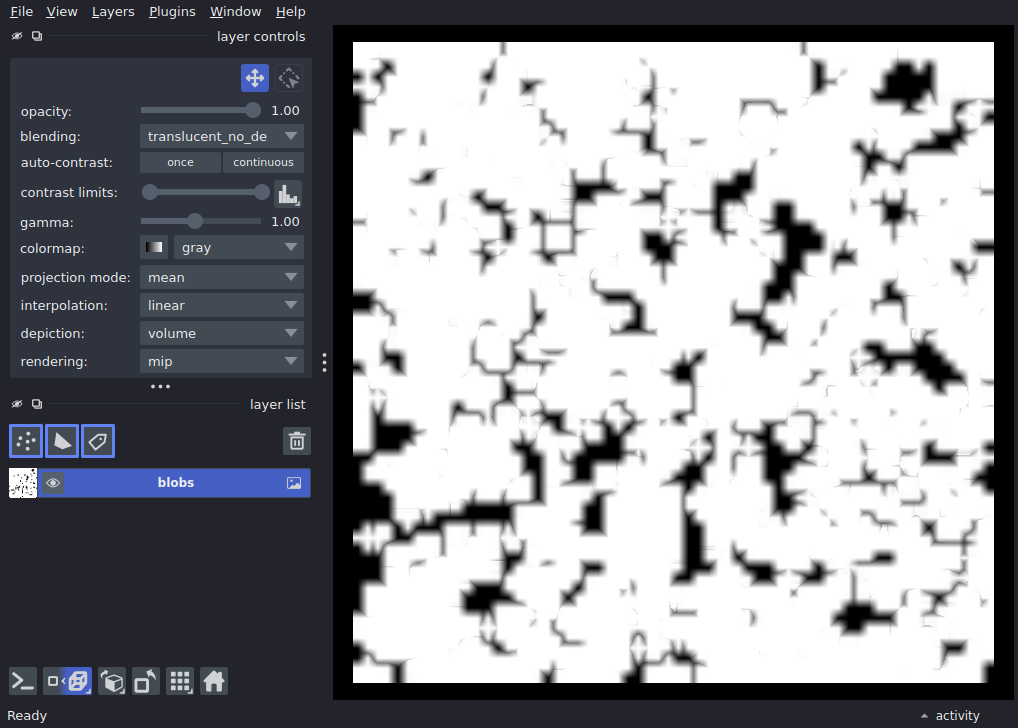 File View Layers Plugins Window Help
layer controls
opacity: 1.00
blending: translucent_no_de
auto-contrast: once continuous
contrast limits:
gamma: 1.00
colormap: gray
projection mode: mean
interpolation: linear
depiction: volume
rendering: mip
layer list
blobs
Ready activity